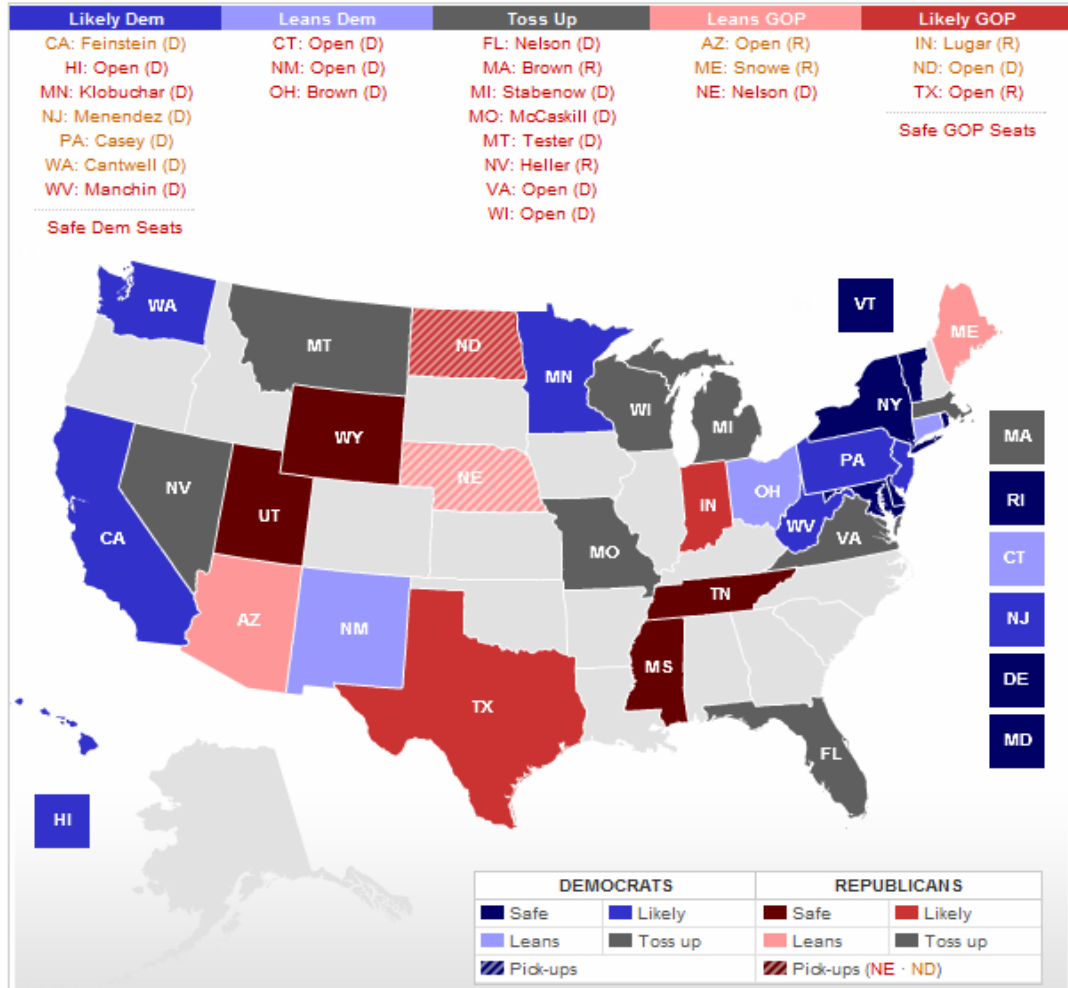 Likely Dem
Leans Dem
Toss Up
Leans GOP
Likely GOP
CA: Feinstein (D)
HI: Open (D)
MN: Klobuchar (D)
NJ: Menendez (D)
PA: Casey (D)
WA: Cantwell (D)
WV: Manchin (D)
Safe Dem Seats
CT: Open (D)
NM: Open (D)
OH: Brown (D)
FL: Nelson (D)
MA: Brown (R)
MI: Stabenow (D)
MO: McCaskill (D)
MT: Tester (D)
NV: Heller (R)
VA: Open (D)
WI: Open (D)
AZ: Open (R)
ME: Snowe (R)
NE: Nelson (D)
IN: Lugar (R)
ND: Open (D)
TX: Open (R)
Safe GOP Seats
WA
VT
ME
MT
ND
MN
NY
WI
MI
MA
WY
PA
NE
NV
OH
IN
RI
UT
WV
CA
VA
MO
CT
TN
AZ
NM
NJ
MS
DE
TX
MD
FL
HI
DEMOCRATS
REPUBLICANS
Safe
Likely
Safe
Likely
Leans
Toss up
Leans
Toss up
Pick-ups
Pick-ups (NE · ND)